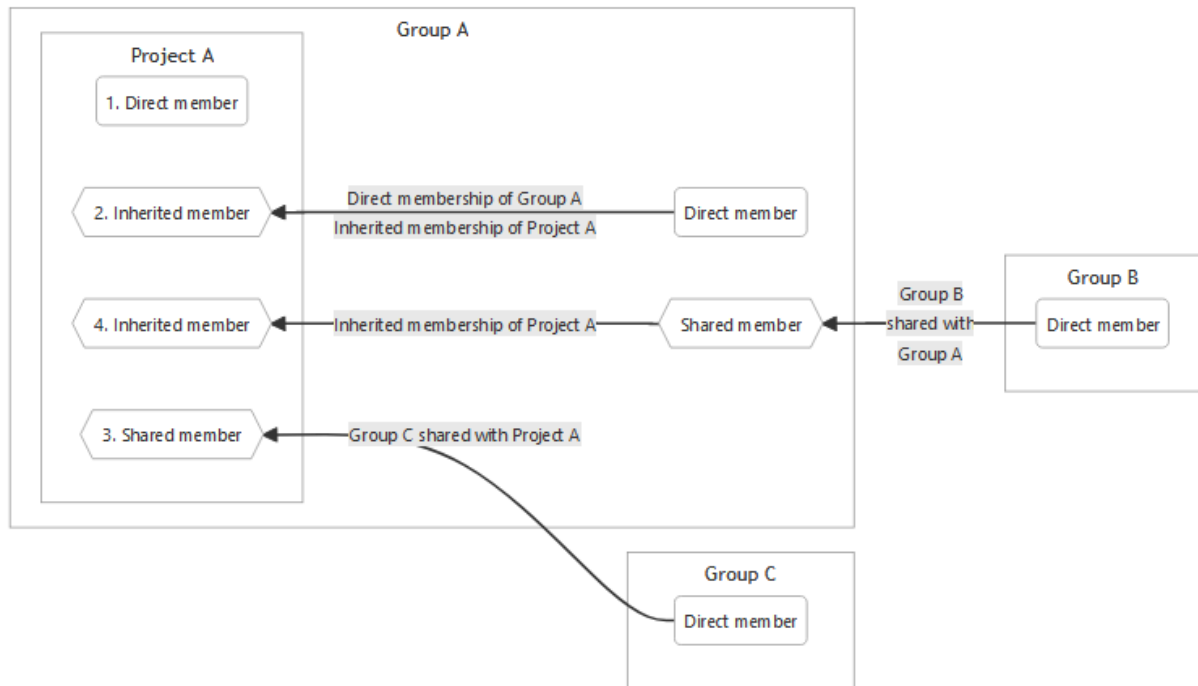 Group A
Project A
1. Direct member
Direct membership of Group A
2. Inherited member
Direct member
Inherited membership of Project A
Group B
Group B
4. Inherited member
Inherited membership of Project A
Shared member
shared with
Direct member
Group A
3. Shared member
Group C shared with Project A
Group C
Direct member